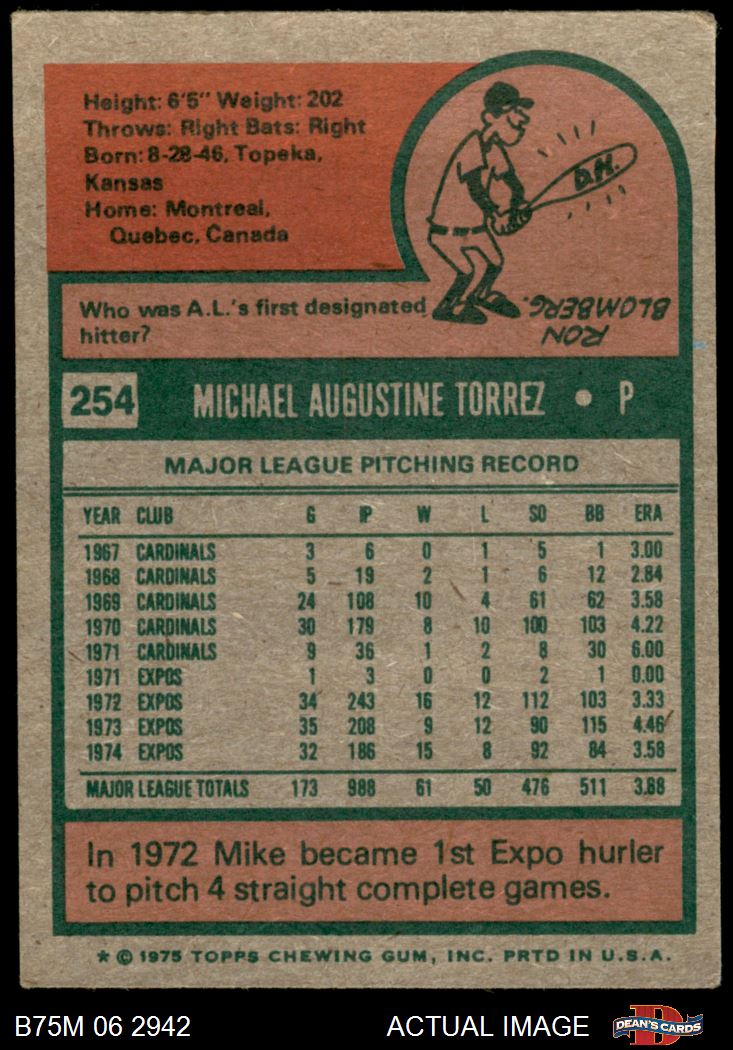 Height: 6'5" Weight: 202
Throws: Right Bats: Right
Born: 8-28-46, Topeka,
Kansas
Home: Montreal,
Quebec, Canada
D.H.
Who was A.L.'s first designated
hitter?
RON
BLOMBERG.
254 MICHAEL AUGUSTINE TORREZ • P
MAJOR LEAGUE PITCHING RECORD
YEAR CLUB G IP W L SO BB ERA
1967 CARDINALS 3 6 0 1 5 1 3.00
1968 CARDINALS 5 19 2 1 6 12 2.84
1969 CARDINALS 24 108 10 4 61 62 3.58
1970 CARDINALS 30 179 8 10 100 103 4.22
1971 CARDINALS 9 36 1 2 8 30 6.00
1971 EXPOS 1 3 0 0 2 1 0.00
1972 EXPOS 34 243 16 12 112 103 3.33
1973 EXPOS 35 208 9 12 90 115 4.46
1974 EXPOS 32 186 15 8 92 84 3.58
MAJOR LEAGUE TOTALS 173 988 61 50 476 511 3.88
In 1972 Mike became 1st Expo hurler
to pitch 4 straight complete games.
* © 1975 TOPPS CHEWING GUM, INC. PRTD IN U.S.A.
B75M 06 2942 ACTUAL IMAGE D DEAN'S CARDS